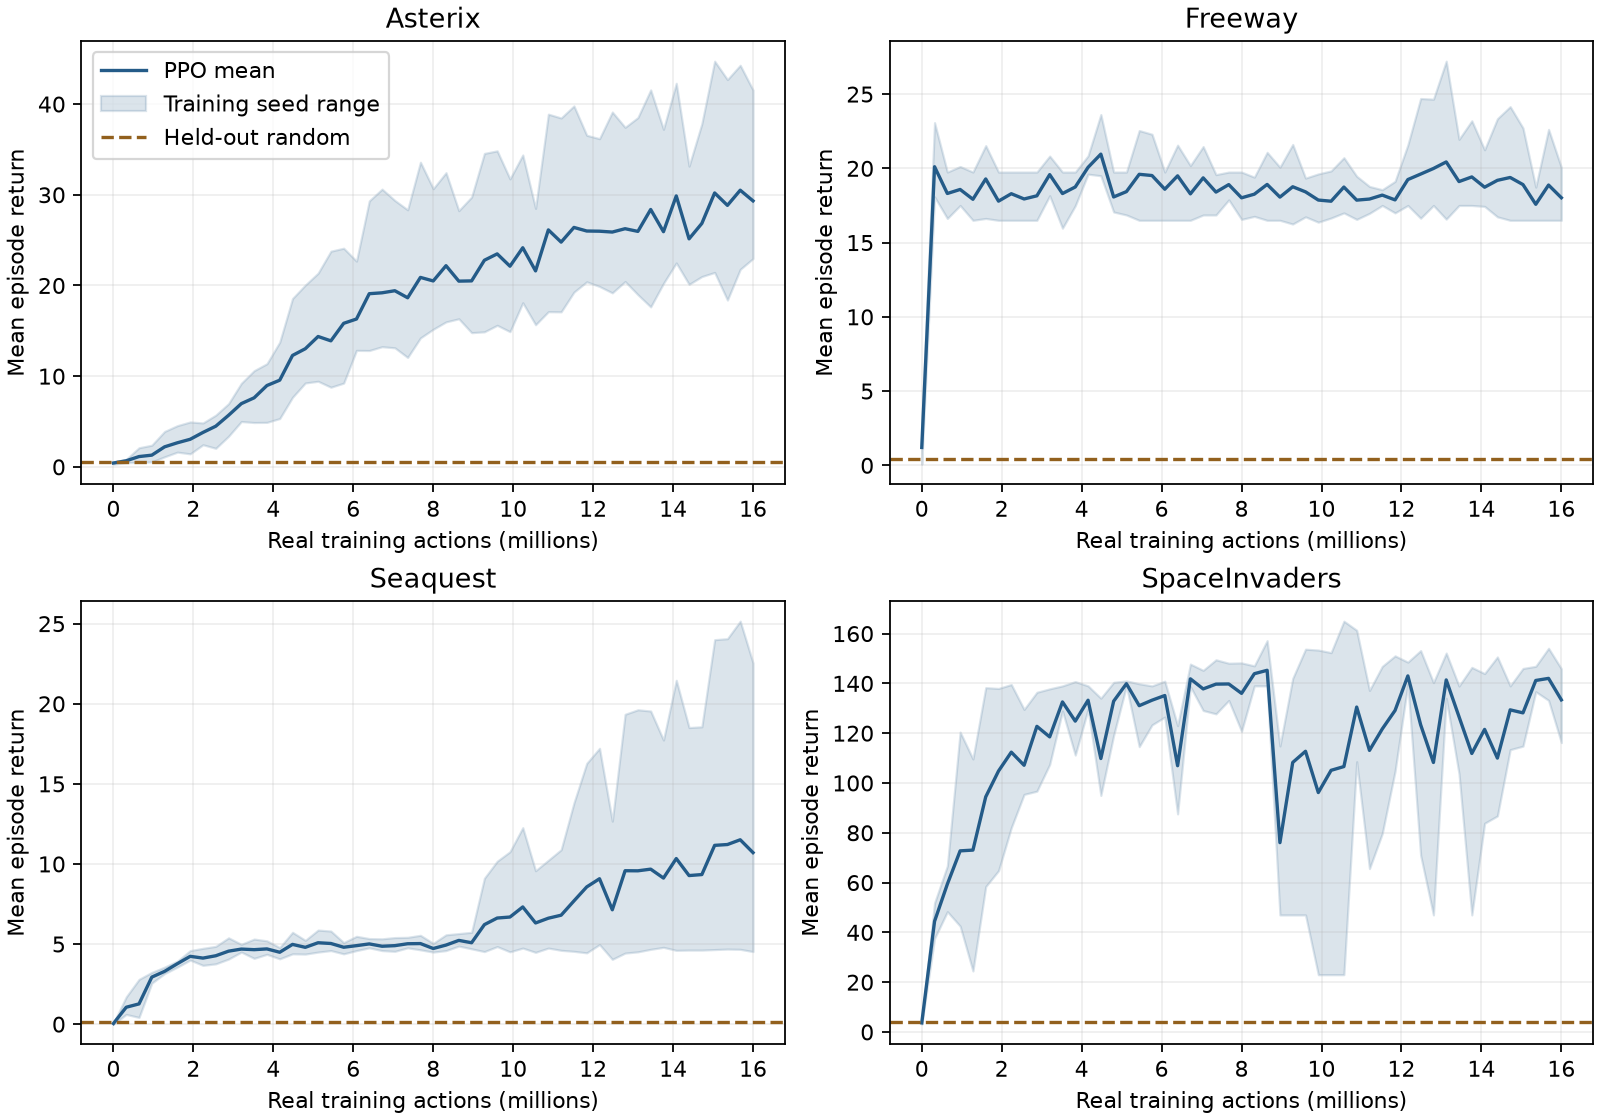 Asterix
PPO mean
Training seed range
Held-out random
Mean episode return
40
30
20
10
0
0 2 4 6 8 10 12 14 16
Real training actions (millions)
Freeway
Mean episode return
25
20
15
10
5
0
0 2 4 6 8 10 12 14 16
Real training actions (millions)
Seaquest
Mean episode return
25
20
15
10
5
0
0 2 4 6 8 10 12 14 16
Real training actions (millions)
SpaceInvaders
Mean episode return
160
140
120
100
80
60
40
20
0
0 2 4 6 8 10 12 14 16
Real training actions (millions)